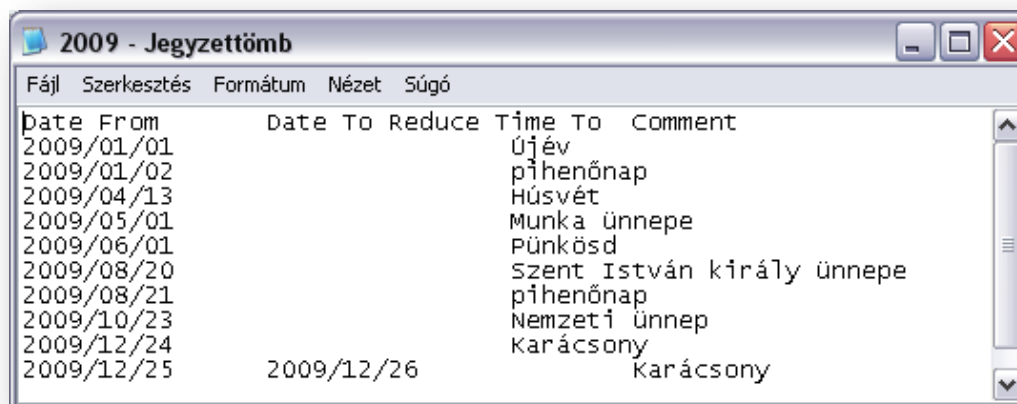 2009 - Jegyzettömb
Fájl Szerkesztés Formátum Nézet Súgó
Date From Date To Reduce Time To Comment
2009/01/01 Újév
2009/01/02 pihenőnap
2009/04/13 Húsvét
2009/05/01 Munka ünnepe
2009/06/01 Pünkösd
2009/08/20 Szent István király ünnepe
2009/08/21 pihenőnap
2009/10/23 Nemzeti ünnep
2009/12/24 Karácsony
2009/12/25 2009/12/26 Karácsony